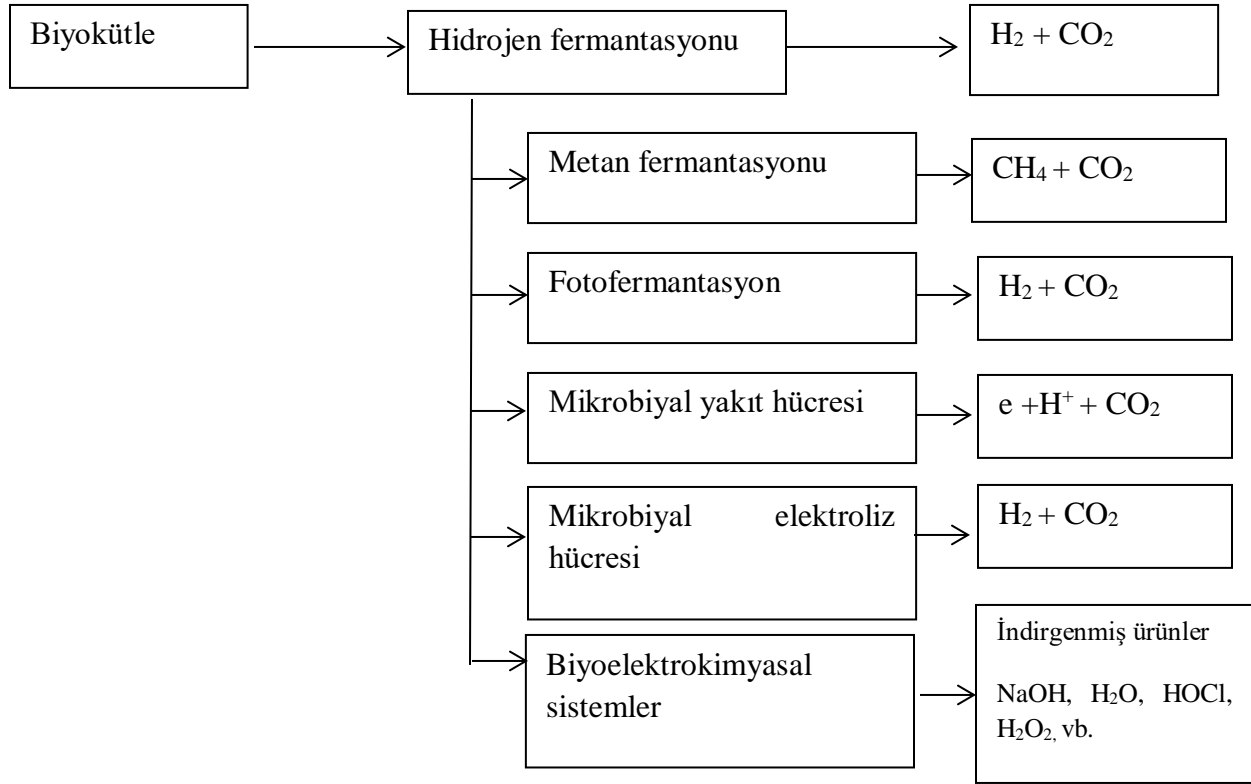 Biyokütle
Hidrojen fermantasyonu
H₂ + CO₂
Metan fermantasyonu
CH₄ + CO₂
Fotofermantasyon
H₂ + CO₂
Mikrobiyal yakıt hücresi
e +H⁺ + CO₂
Mikrobiyal elektroliz
hücresi
H₂ + CO₂
Biyoelektrokimyasal
sistemler
İndirgenmiş ürünler
NaOH, H₂O, HOCl,
H₂O₂, vb.